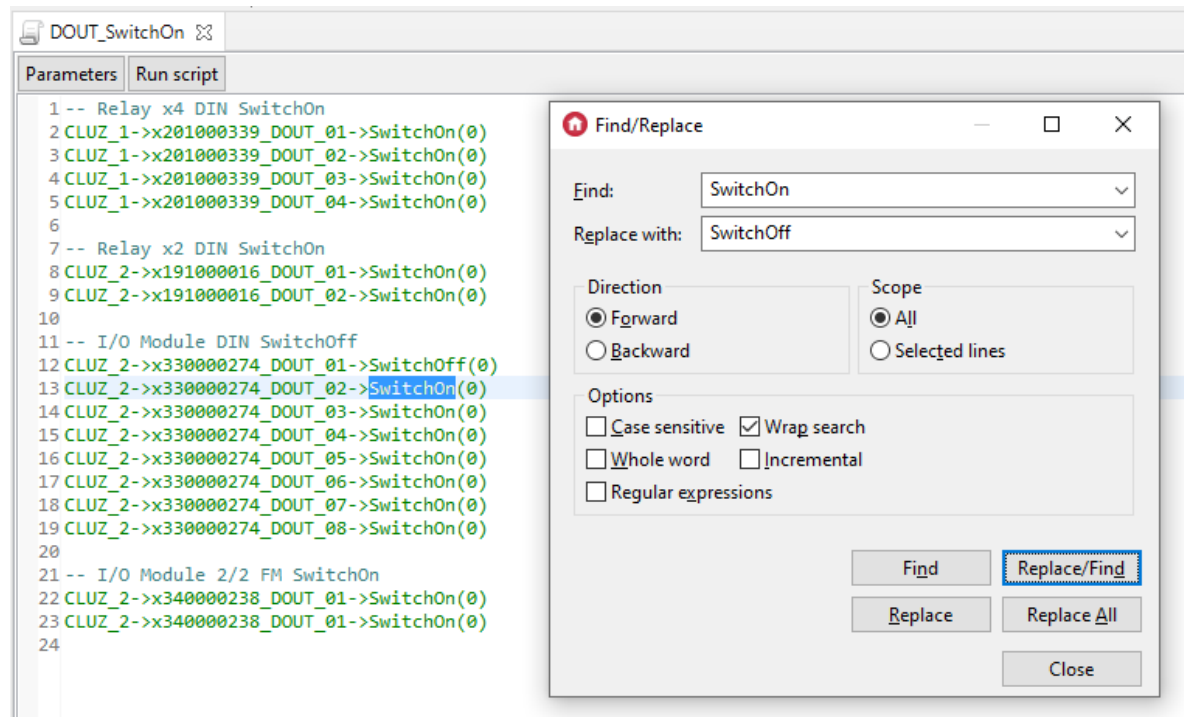 DOUT_SwitchOn
Parameters Run script
1 -- Relay x4 DIN SwitchOn
2 CLUZ_1->x201000339_DOUT_01->SwitchOn(0)
3 CLUZ_1->x201000339_DOUT_02->SwitchOn(0)
4 CLUZ_1->x201000339_DOUT_03->SwitchOn(0)
5 CLUZ_1->x201000339_DOUT_04->SwitchOn(0)
6
7 -- Relay x2 DIN SwitchOn
8 CLUZ_2->x191000016_DOUT_01->SwitchOn(0)
9 CLUZ_2->x191000016_DOUT_02->SwitchOn(0)
10
11 -- I/O Module DIN SwitchOff
12 CLUZ_2->x330000274_DOUT_01->SwitchOff(0)
13 CLUZ_2->x330000274_DOUT_02->SwitchOn(0)
14 CLUZ_2->x330000274_DOUT_03->SwitchOn(0)
15 CLUZ_2->x330000274_DOUT_04->SwitchOn(0)
16 CLUZ_2->x330000274_DOUT_05->SwitchOn(0)
17 CLUZ_2->x330000274_DOUT_06->SwitchOn(0)
18 CLUZ_2->x330000274_DOUT_07->SwitchOn(0)
19 CLUZ_2->x330000274_DOUT_08->SwitchOn(0)
20
21 -- I/O Module 2/2 FM SwitchOn
22 CLUZ_2->x340000238_DOUT_01->SwitchOn(0)
23 CLUZ_2->x340000238_DOUT_01->SwitchOn(0)
24
Find/Replace
Find: SwitchOn
Replace with: SwitchOff
Direction
Forward
Backward
Scope
All
Selected lines
Options
Case sensitive Wrap search
Whole word Incremental
Regular expressions
Find Replace/Find
Replace Replace All
Close